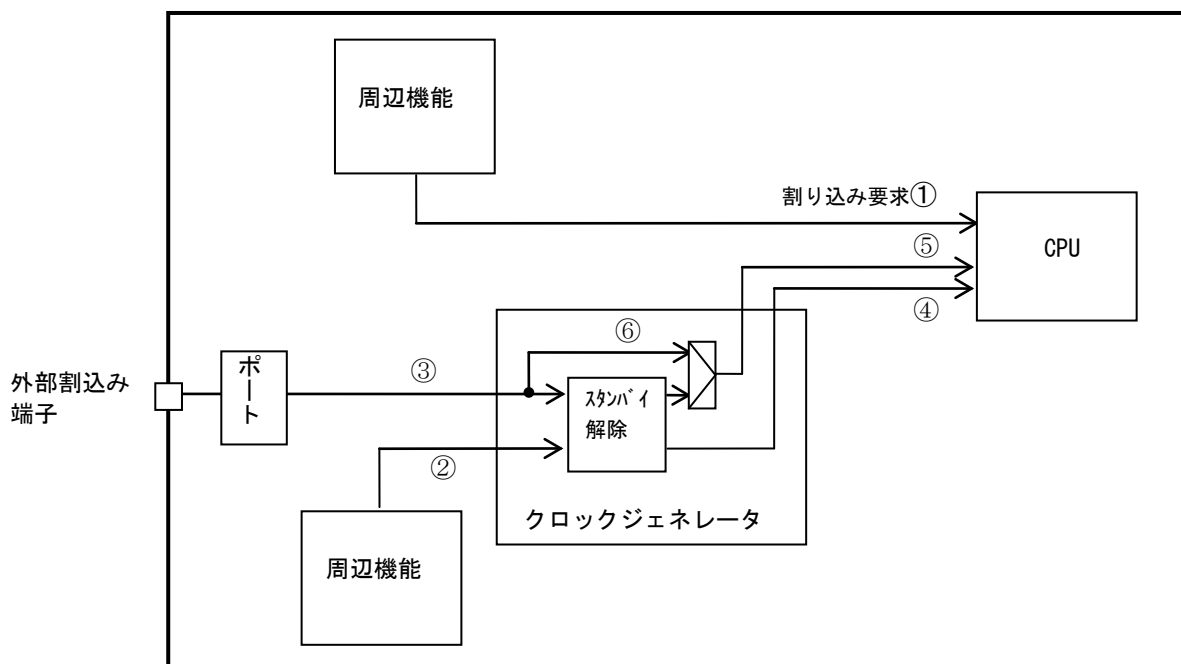 周辺機能
割り込み要求①
CPU
⑤
④
⑥
ポート
③
外部割込み
端子
ｽﾀﾝﾊﾞｲ
解除
②
クロックジェネレータ
周辺機能